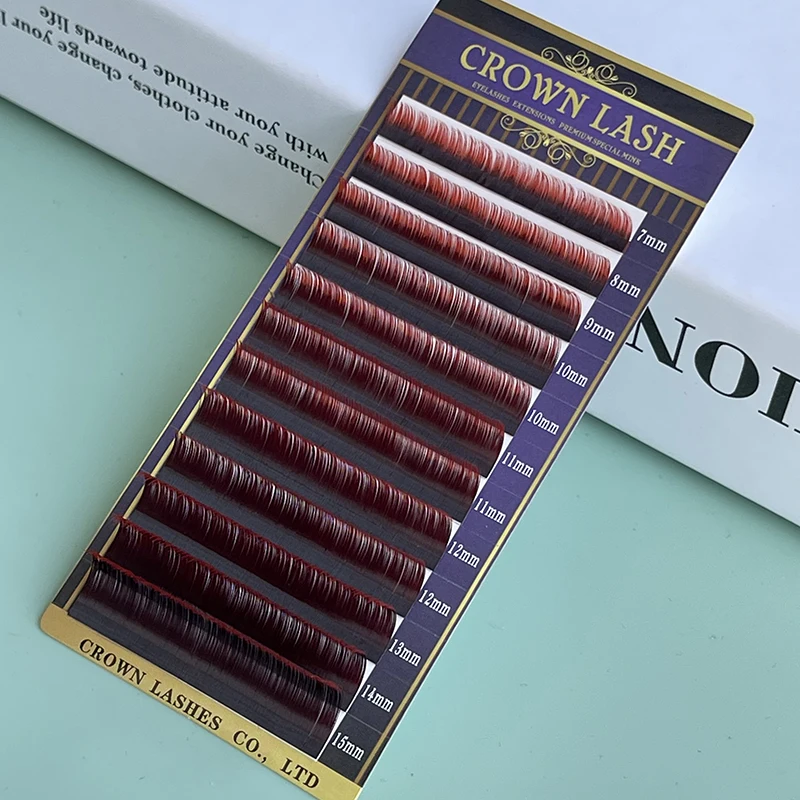 Change your clothes, change your l
with your attitude towards life
CROWN LASH
EYELASHES EXTENSIONS PREMIUM SPECIAL MINK
7mm
8mm
9mm
10mm
10mm
11mm
11mm
12mm
12mm
13mm
14mm
15mm
CROWN LASHES CO., LTD
ION